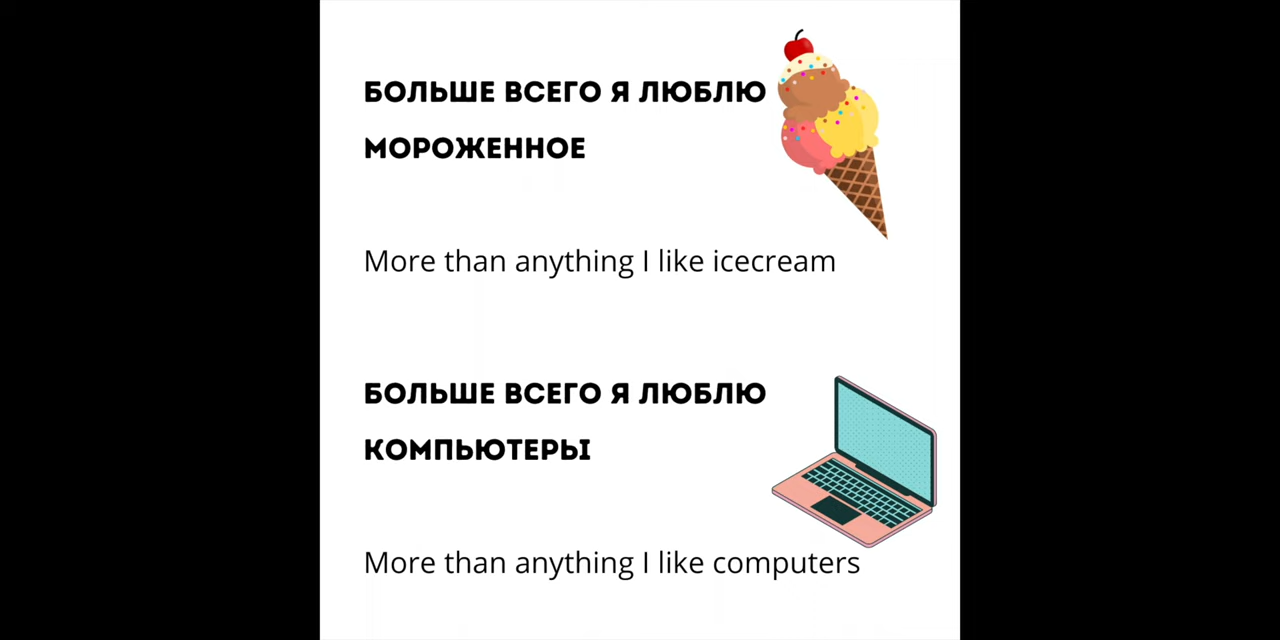 БОЛЬШЕ ВСЕГО Я ЛЮБЛЮ
МОРОЖЕННОЕ
More than anything I like icecream
БОЛЬШЕ ВСЕГО Я ЛЮБЛЮ
КОМПЬЮТЕРЫ
More than anything I like computers